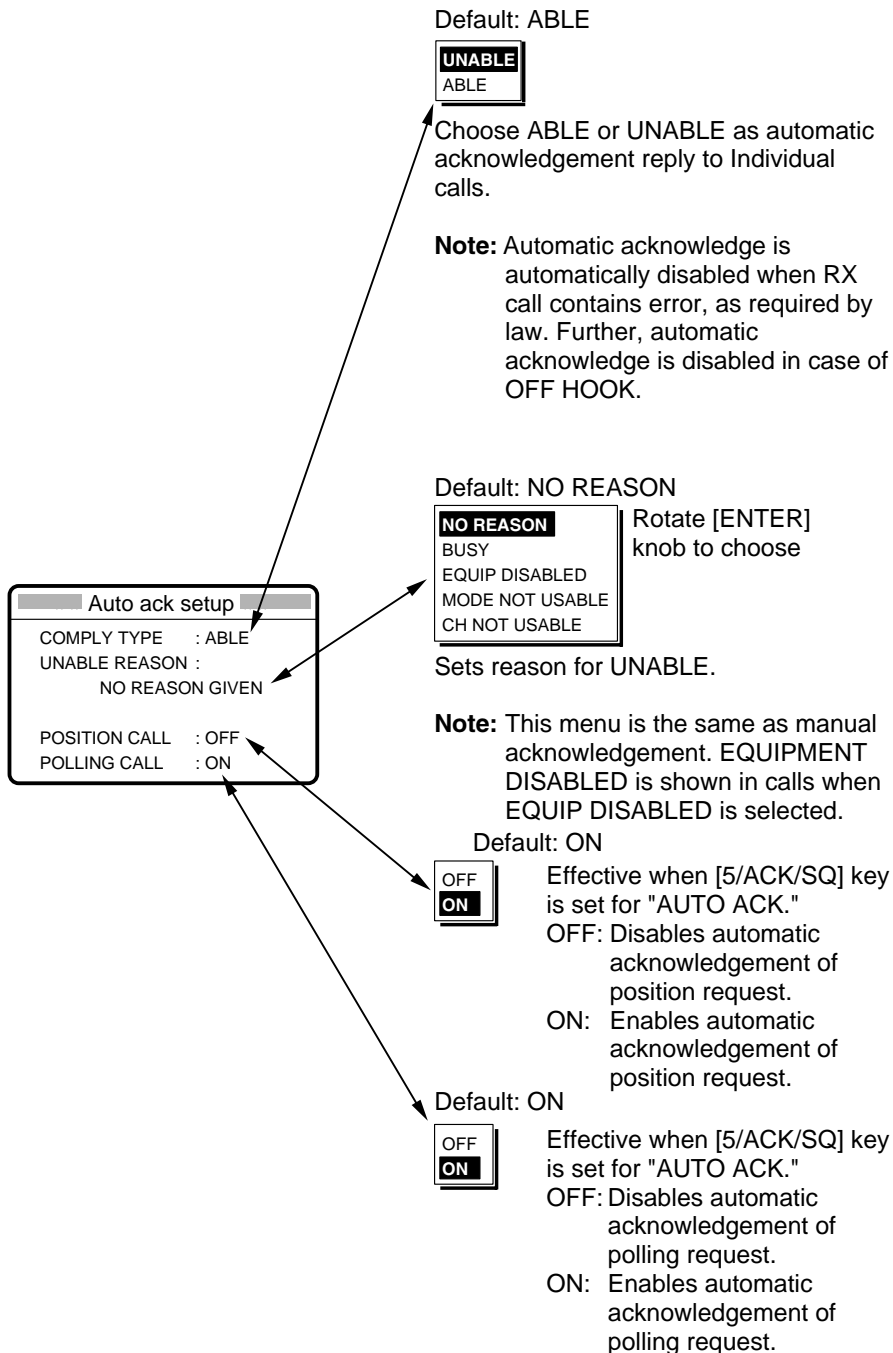 Default: ABLE
UNABLE
ABLE
Choose ABLE or UNABLE as automatic
acknowledgement reply to Individual
calls.
Note: Automatic acknowledge is
automatically disabled when RX
call contains error, as required by
law. Further, automatic
acknowledge is disabled in case of
OFF HOOK.
Auto ack setup
COMPLY TYPE : ABLE
UNABLE REASON :
NO REASON GIVEN
POSITION CALL : OFF
POLLING CALL : ON
Default: NO REASON
NO REASON
BUSY
EQUIP DISABLED
MODE NOT USABLE
CH NOT USABLE
Rotate [ENTER]
knob to choose
Sets reason for UNABLE.
Note: This menu is the same as manual
acknowledgement. EQUIPMENT
DISABLED is shown in calls when
EQUIP DISABLED is selected.
Default: ON
OFF
ON
Effective when [5/ACK/SQ] key
is set for "AUTO ACK."
OFF: Disables automatic
acknowledgement of
position request.
ON: Enables automatic
acknowledgement of
position request.
Default: ON
OFF
ON
Effective when [5/ACK/SQ] key
is set for "AUTO ACK."
OFF: Disables automatic
acknowledgement of
polling request.
ON: Enables automatic
acknowledgement of
polling request.